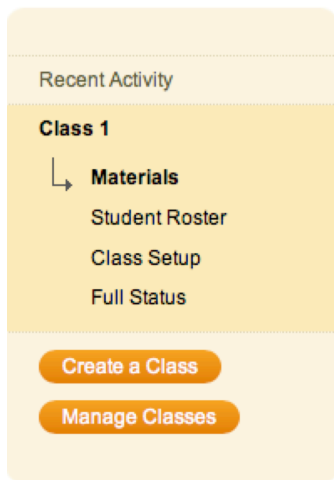 Recent Activity
Class 1
Materials
Student Roster
Class Setup
Full Status
Create a Class
Manage Classes